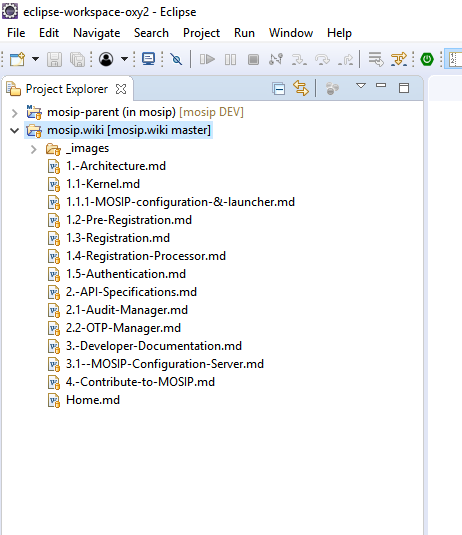 eclipse-workspace-oxy2 - Eclipse
File Edit Navigate Search Project Run Window Help
Project Explorer
mosip-parent (in mosip) [mosip DEV]
mosip.wiki [mosip.wiki master]
_images
1.-Architecture.md
1.1-Kernel.md
1.1.1-MOSIP-configuration-&-launcher.md
1.2-Pre-Registration.md
1.3-Registration.md
1.4-Registration-Processor.md
1.5-Authentication.md
2.-API-Specifications.md
2.1-Audit-Manager.md
2.2-OTP-Manager.md
3.-Developer-Documentation.md
3.1--MOSIP-Configuration-Server.md
4.-Contribute-to-MOSIP.md
Home.md